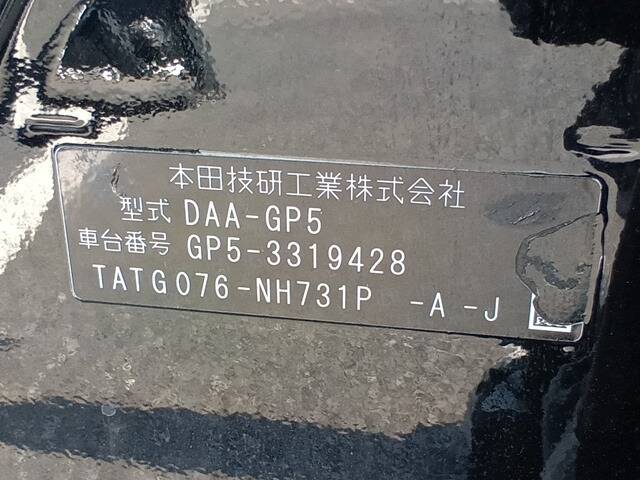 本田技研工業株式会社
型式 DAA-GP5
車台番号 GP5-3319428
TATG076-NH731P -A-J